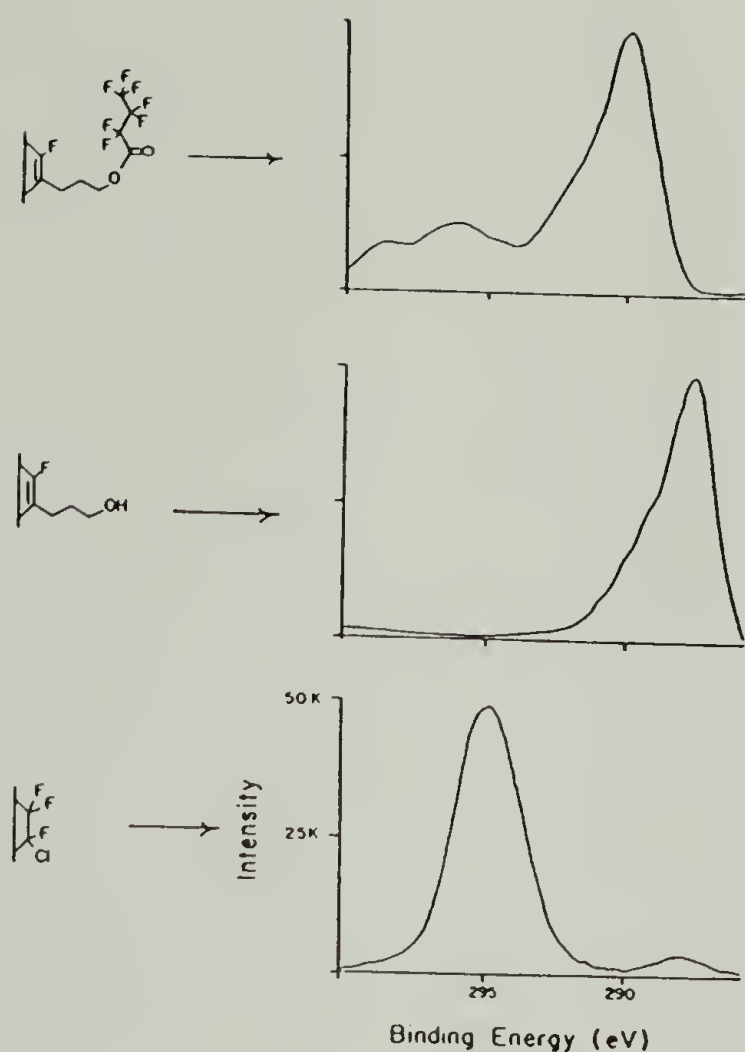 F
F F
F F
F F
F
O
O
F
OH
50K
F
F
F
25K
Cl
Intensity
295 290
Binding Energy (eV)